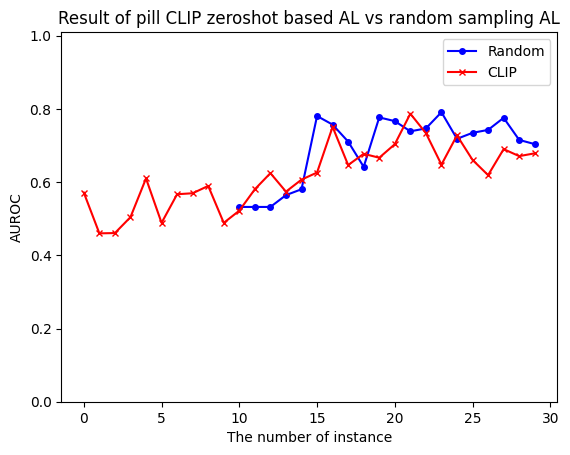 Result of pill CLIP zeroshot based AL vs random sampling AL
Random
CLIP
AUROC
1.0
0.8
0.6
0.4
0.2
0.0
0 5 10 15 20 25 30
The number of instance